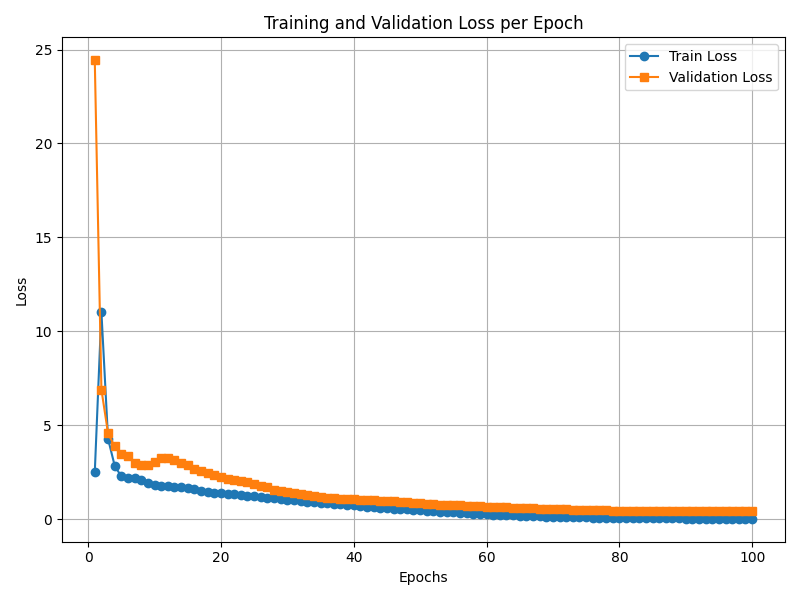 Training and Validation Loss per Epoch
Train Loss
Validation Loss
25
20
15
10
5
0
Loss
0 20 40 60 80 100
Epochs